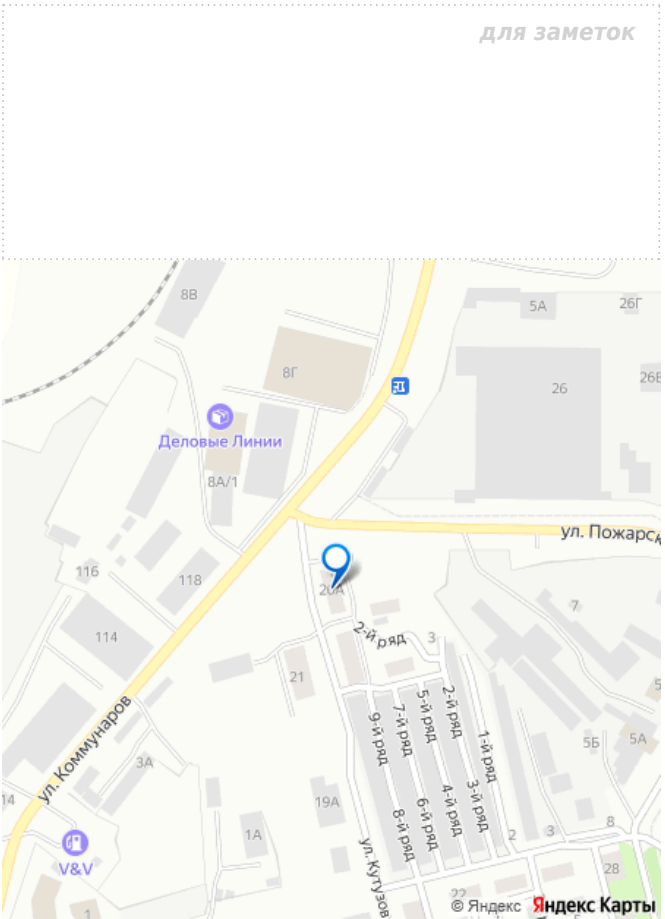 для заметок
8В
5А
26Г
8Г
26
26В
Деловые Линии
8А/1
ул. Пожарск
116
118
20А
7
114
2-й ряд
3
21
5
2-й ряд
5-й ряд
7-й ряд
9-й ряд
1-й ряд
5Б
5А
ул. Коммунаров
3А
3-й ряд
4-й ряд
6-й ряд
8-й ряд
14
19А
1А
2
3
8
V&V
ул. Кутузов
28
22
1
© Яндекс Яндекс Карты